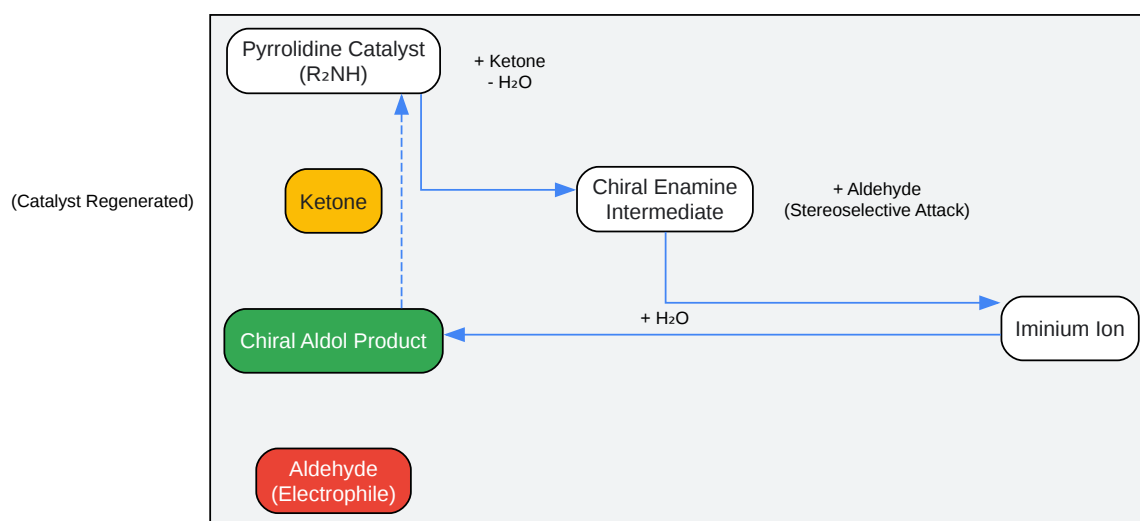 Pyrrolidine Catalyst
(R₂NH)
+ Ketone
- H₂O
(Catalyst Regenerated)
Ketone
Chiral Enamine
Intermediate
+ Aldehyde
(Stereoselective Attack)
+ H₂O
Iminium Ion
Chiral Aldol Product
Aldehyde
(Electrophile)